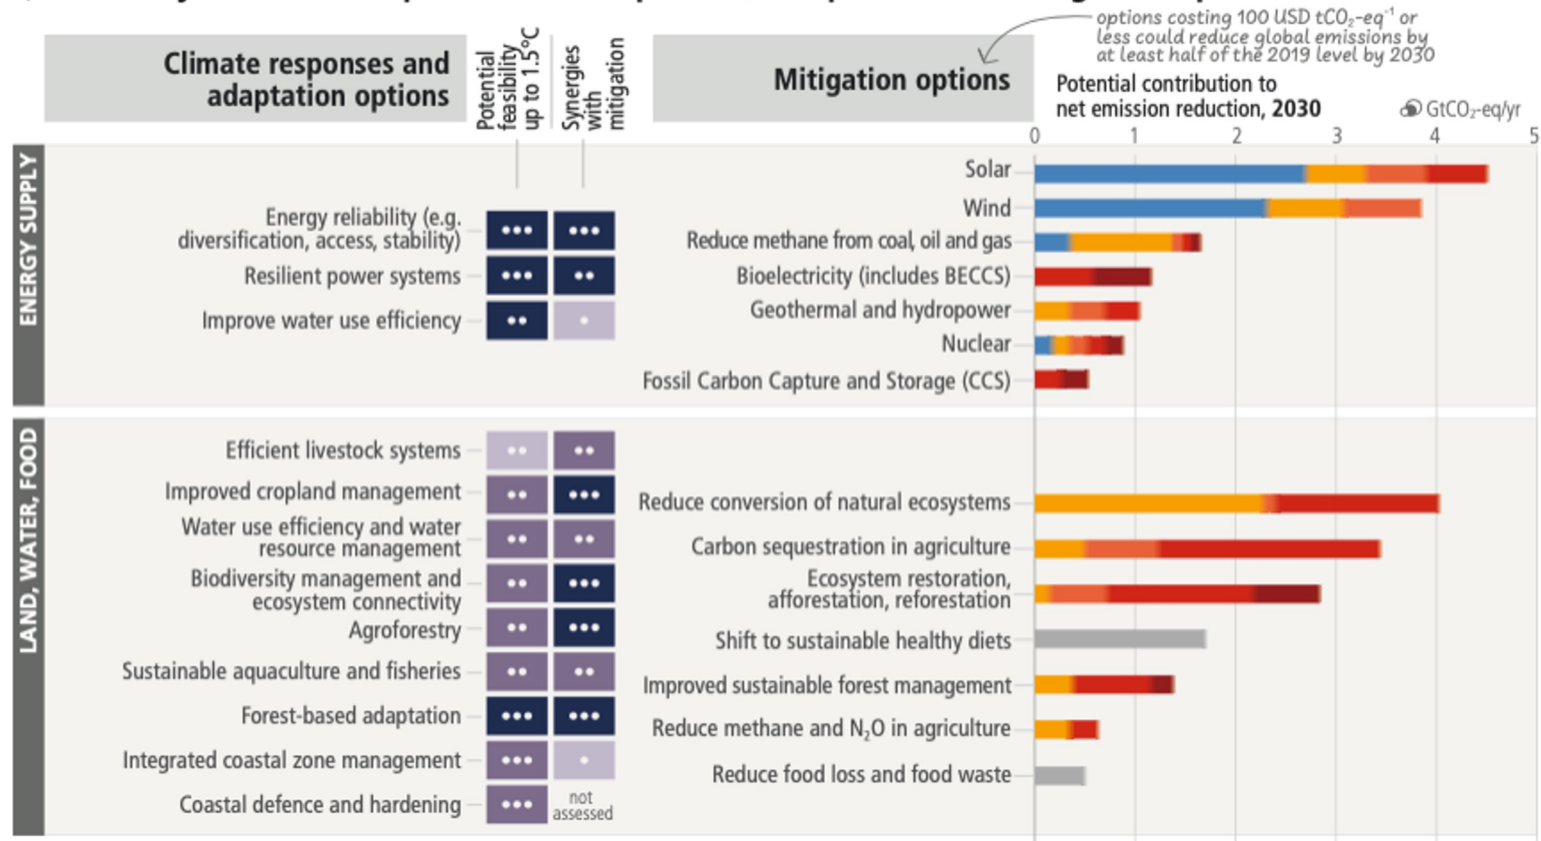 options costing 100 USD tCO₂-eq⁻¹ or
less could reduce global emissions by
at least half of the 2019 level by 2030
Climate responses and
adaptation options
Potential
feasibility
up to 1.5°C
Synergies
with
mitigation
Mitigation options
Potential contribution to
net emission reduction, 2030
GtCO₂-eq/yr
0 1 2 3 4 5
ENERGY SUPPLY
Energy reliability (e.g.
diversification, access, stability)
Resilient power systems
Improve water use efficiency
Solar
Wind
Reduce methane from coal, oil and gas
Bioelectricity (includes BECCS)
Geothermal and hydropower
Nuclear
Fossil Carbon Capture and Storage (CCS)
LAND, WATER, FOOD
Efficient livestock systems
Improved cropland management
Water use efficiency and water
resource management
Biodiversity management and
ecosystem connectivity
Agroforestry
Sustainable aquaculture and fisheries
Forest-based adaptation
Integrated coastal zone management
Coastal defence and hardening
not
assessed
Reduce conversion of natural ecosystems
Carbon sequestration in agriculture
Ecosystem restoration,
afforestation, reforestation
Shift to sustainable healthy diets
Improved sustainable forest management
Reduce methane and N₂O in agriculture
Reduce food loss and food waste